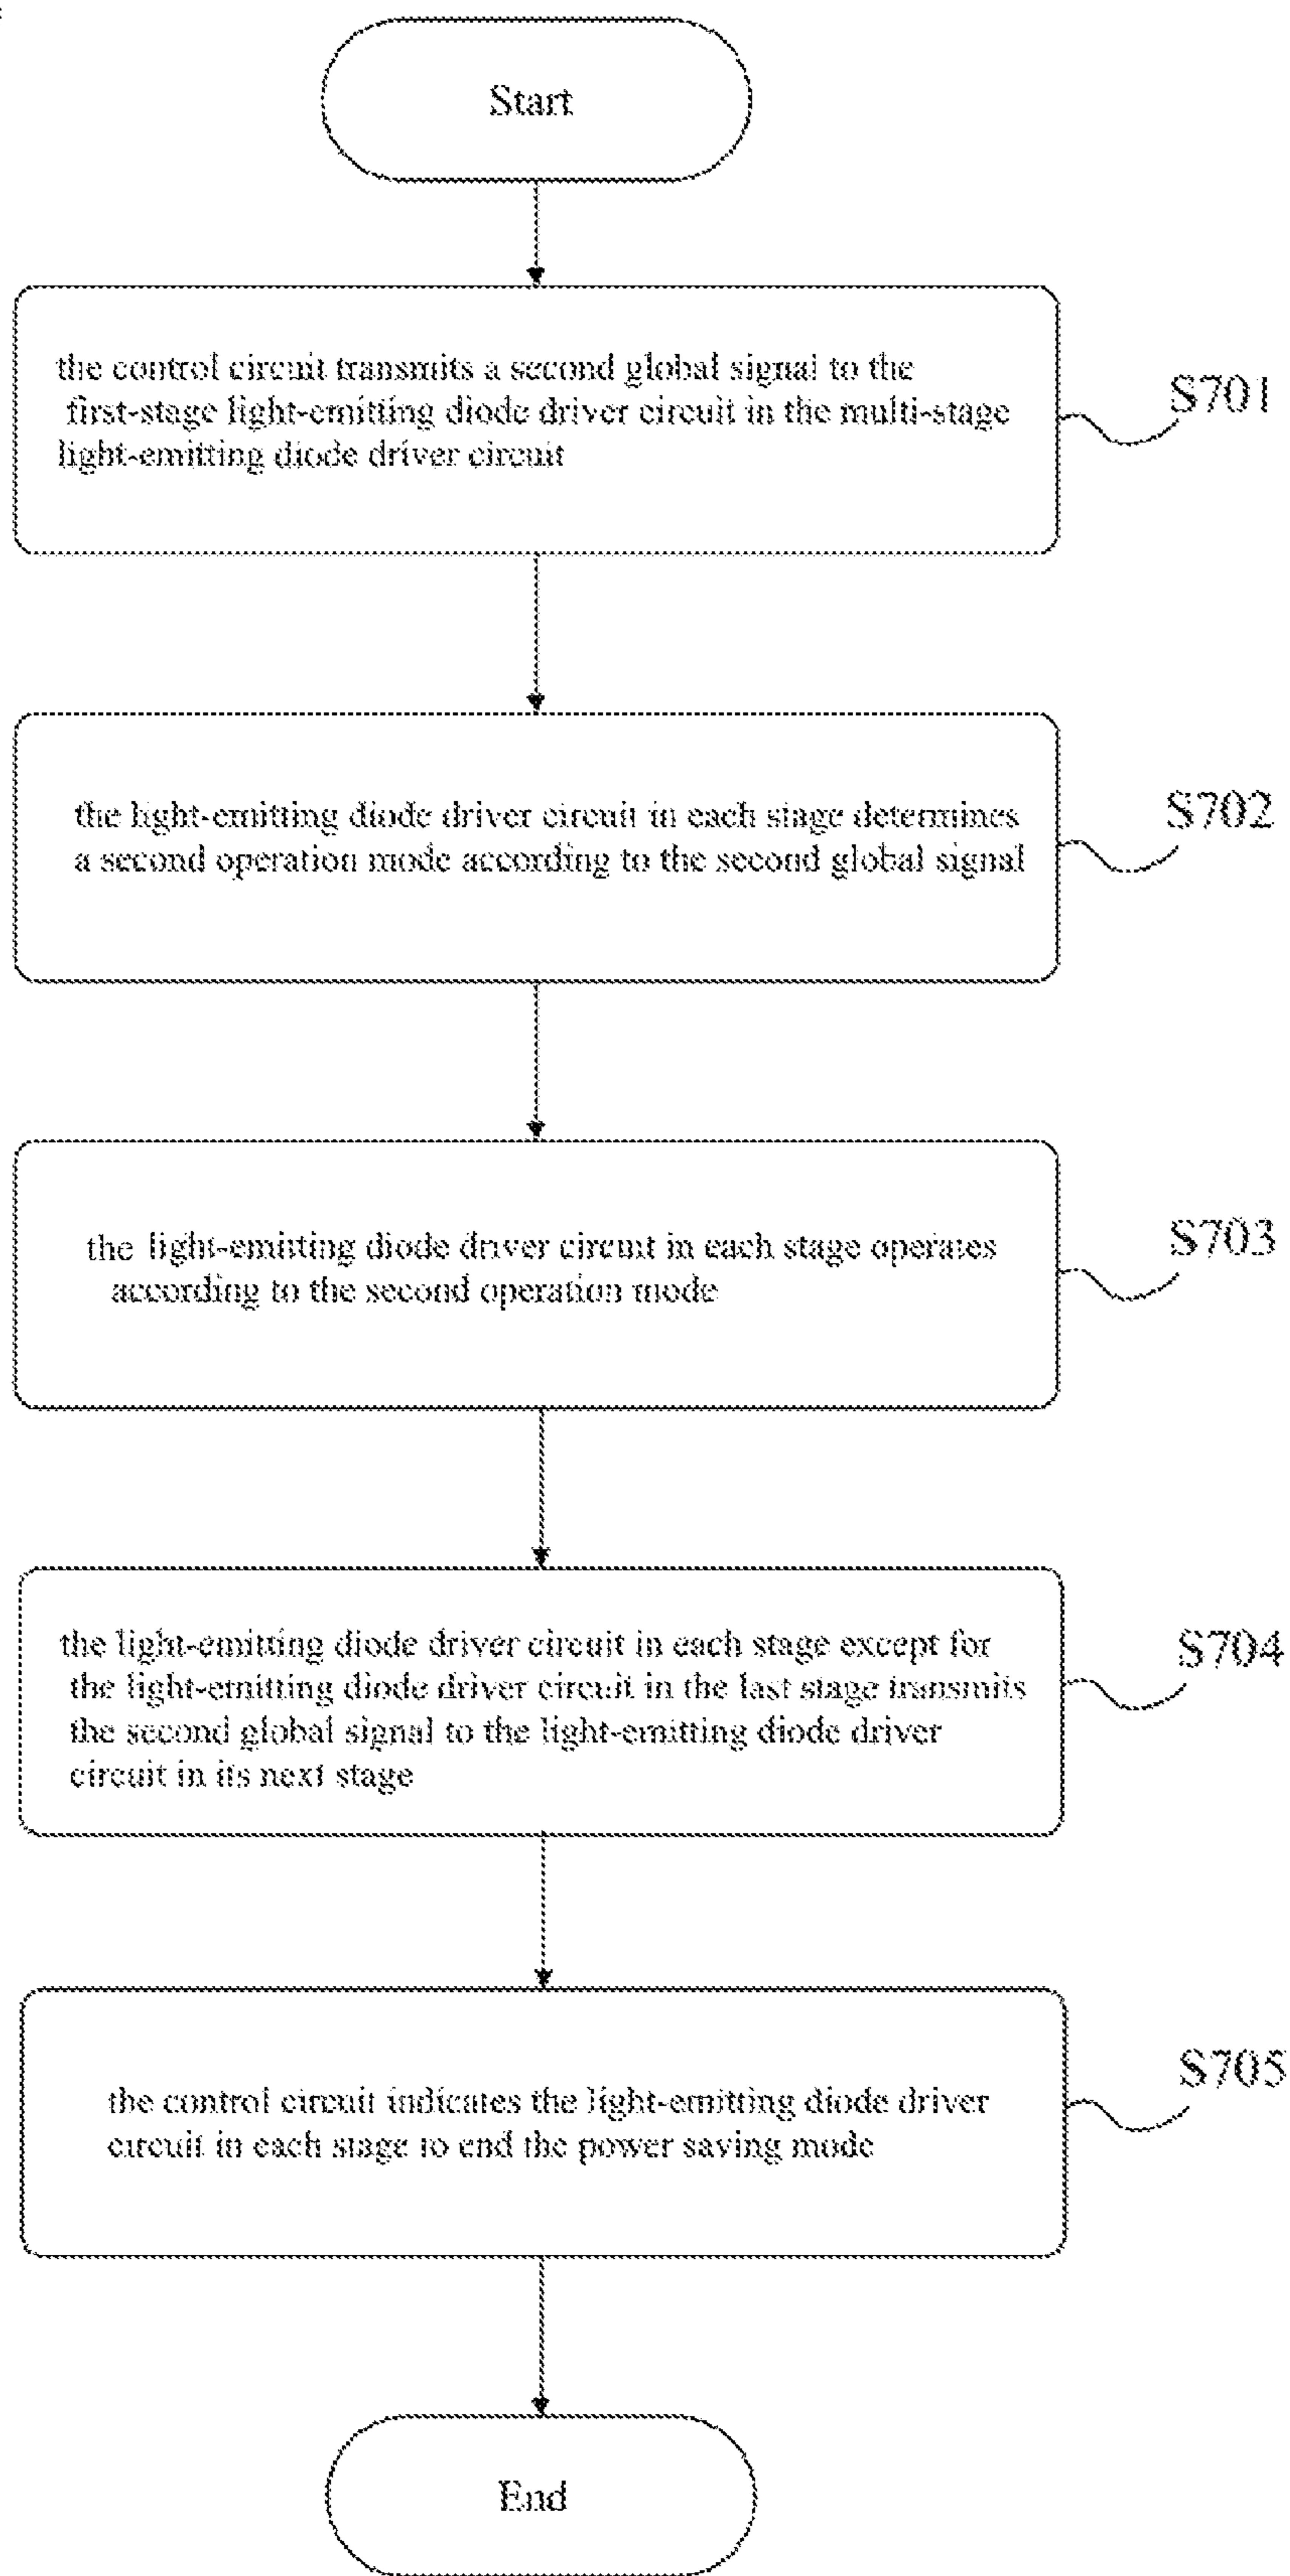 Start
the control circuit transmits a second global signal to the
first-stage light-emitting diode driver circuit in the multi-stage
light-emitting diode driver circuit
S701
the light-emitting diode driver circuit in each stage determines
a second operation mode according to the second global signal
S702
the light-emitting diode driver circuit in each stage operates
according to the second operation mode
S703
the light-emitting diode driver circuit in each stage except for
the light-emitting diode driver circuit in the last stage transmits
the second global signal to the light-emitting diode driver
circuit in its next stage
S704
the control circuit indicates the light-emitting diode driver
circuit in each stage to end the power saving mode
S705
End